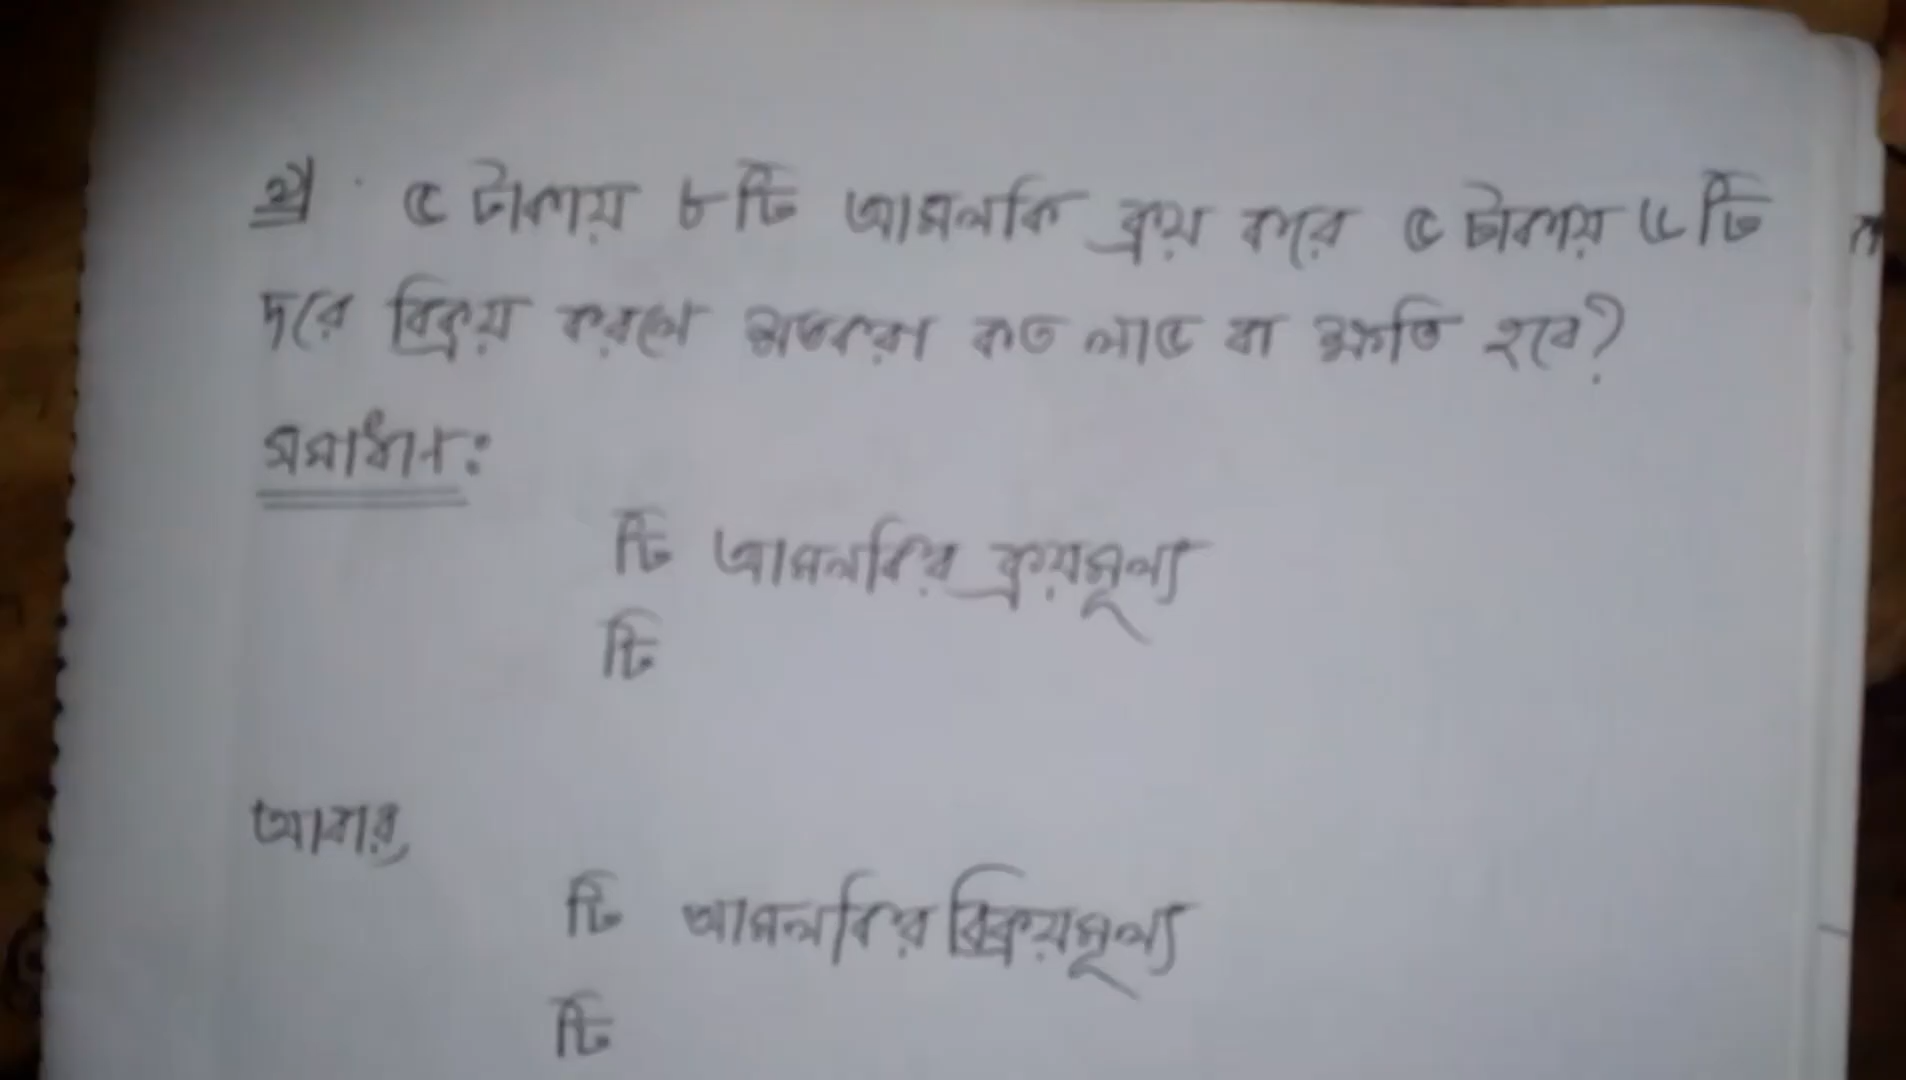 প্র. ৫ টাকায় ৮টি আমলকি ক্রয় করে ৫ টাকায় ৬ টি
দরে বিক্রয় করলে শতকরা কত লাভ বা ক্ষতি হবে?
সমাধান:
টি আমলকির ক্রয়মূল্য
টি
আবার,
টি আমলকির বিক্রয়মূল্য
টি